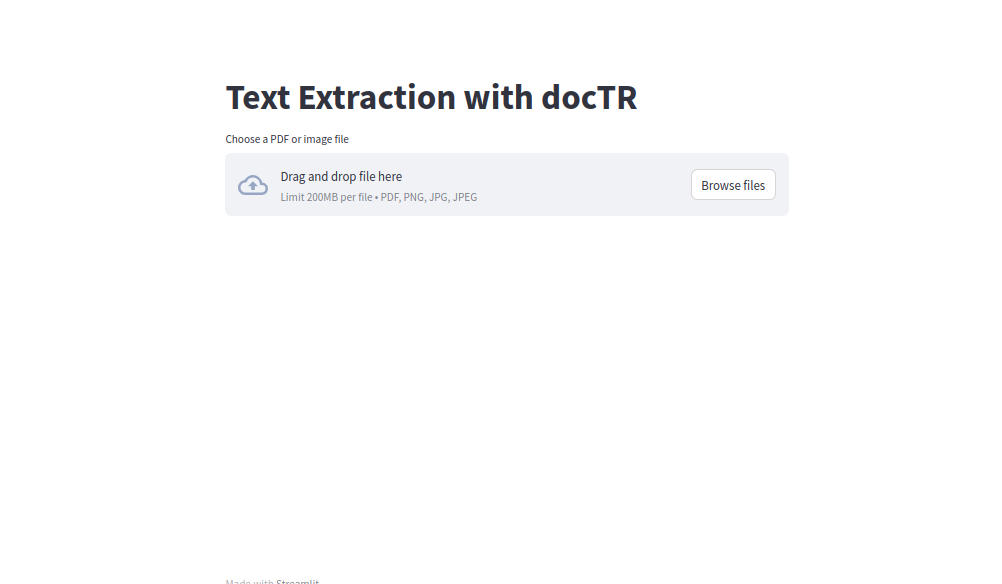 Text Extraction with docTR
Choose a PDF or image file
Drag and drop file here
Limit 200MB per file • PDF, PNG, JPG, JPEG
Browse files
Made with Streamlit